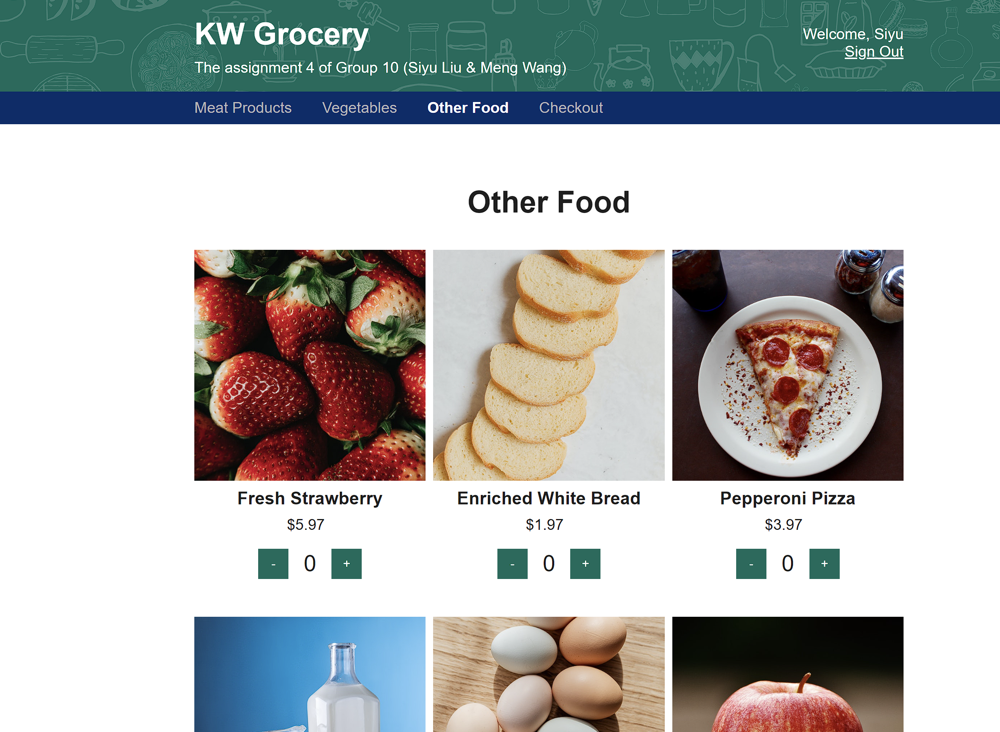 KW Grocery
The assignment 4 of Group 10 (Siyu Liu & Meng Wang)
Welcome, Siyu
Sign Out
Meat Products Vegetables Other Food Checkout
Other Food
Fresh Strawberry
$5.97
- 0 +
Enriched White Bread
$1.97
- 0 +
Pepperoni Pizza
$3.97
- 0 +